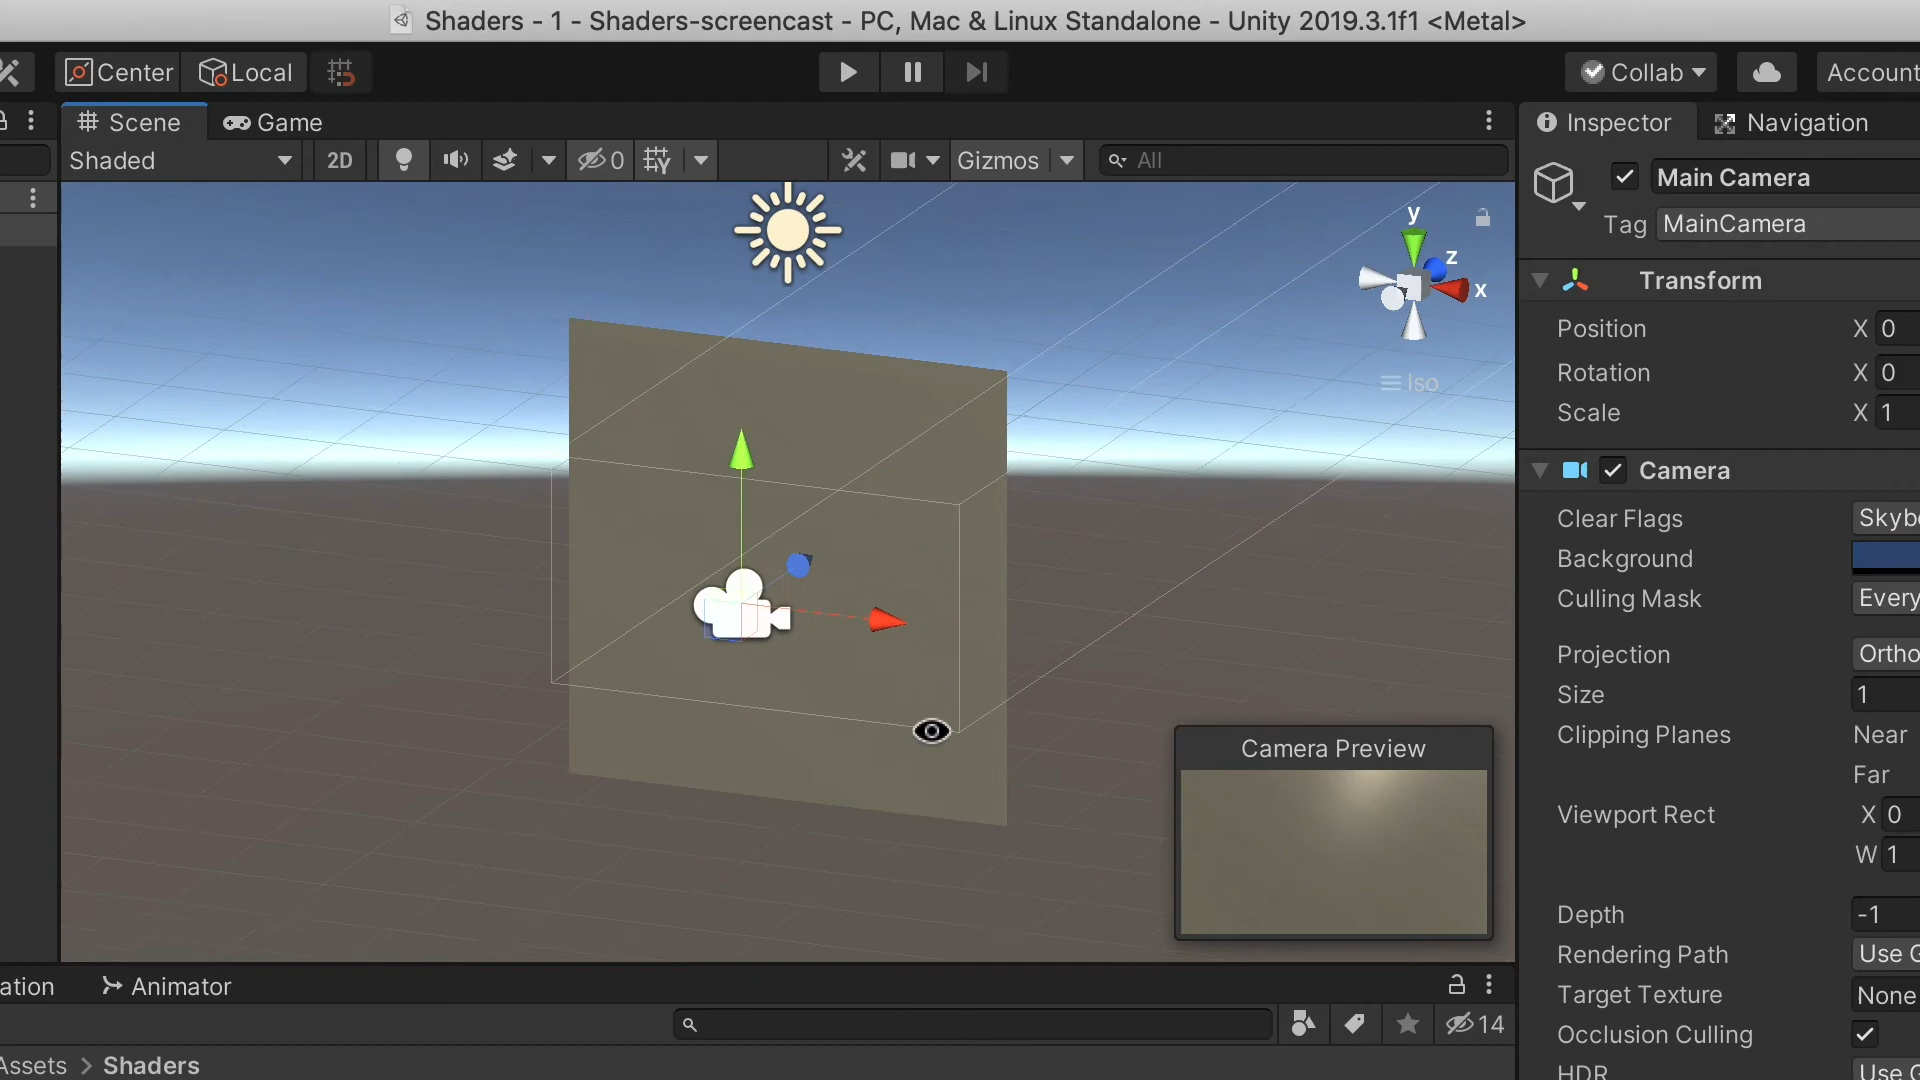 Shaders - 1 - Shaders-screencast - PC, Mac & Linux Standalone - Unity 2019.3.1f1 <Metal>
Center Local Collab Account
Scene Game Inspector Navigation
Shaded 2D 0 Gizmos All
Main Camera
Tag MainCamera
y
z
x
Iso
Transform
Position X 0
Rotation X 0
Scale X 1
Camera
Clear Flags Skybo
Background
Culling Mask Every
Projection Ortho
Size 1
Clipping Planes Near
Far
Camera Preview
Viewport Rect X 0
W 1
Depth -1
Rendering Path Use G
Target Texture None
Occlusion Culling
HDR Use G
ation Animator
14
Assets > Shaders